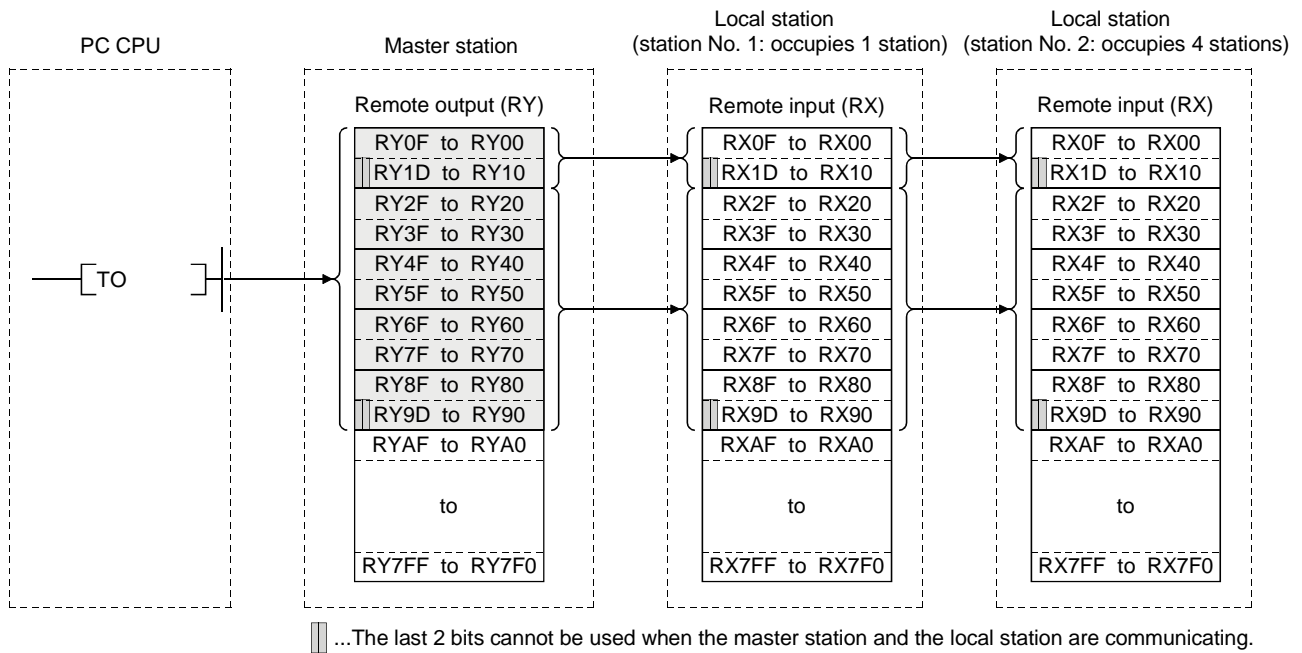 PC CPU
Master station
Local station
(station No. 1: occupies 1 station)
Local station
(station No. 2: occupies 4 stations)
TO
Remote output (RY)
RY0F to RY00
RY1D to RY10
RY2F to RY20
RY3F to RY30
RY4F to RY40
RY5F to RY50
RY6F to RY60
RY7F to RY70
RY8F to RY80
RY9D to RY90
RYAF to RYA0
to
RY7FF to RY7F0
Remote input (RX)
RX0F to RX00
RX1D to RX10
RX2F to RX20
RX3F to RX30
RX4F to RX40
RX5F to RX50
RX6F to RX60
RX7F to RX70
RX8F to RX80
RX9D to RX90
RXAF to RXA0
to
RX7FF to RX7F0
Remote input (RX)
RX0F to RX00
RX1D to RX10
RX2F to RX20
RX3F to RX30
RX4F to RX40
RX5F to RX50
RX6F to RX60
RX7F to RX70
RX8F to RX80
RX9D to RX90
RXAF to RXA0
to
RX7FF to RX7F0
...The last 2 bits cannot be used when the master station and the local station are communicating.